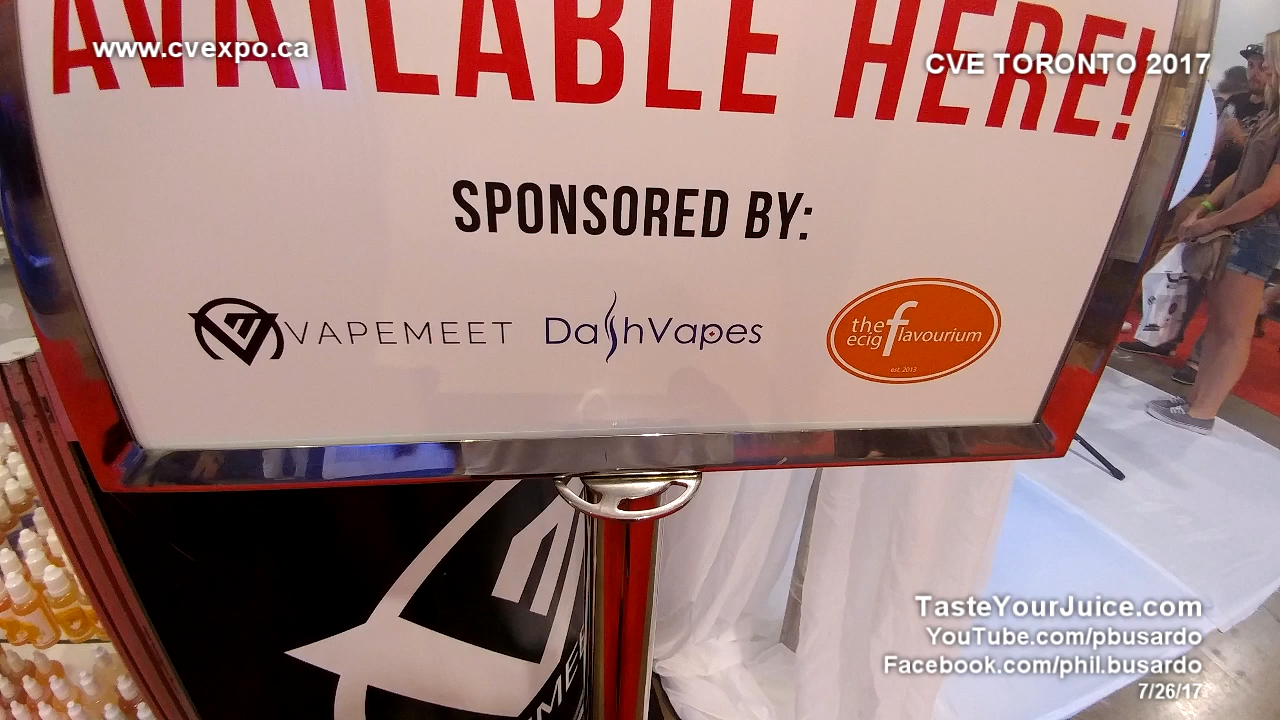 www.cvexpo.ca
CVE TORONTO 2017
AVAILABLE HERE!
SPONSORED BY:
VAPEMEET
DashVapes
the ecig flavourium
est. 2013
TasteYourJuice.com
YouTube.com/pbusardo
Facebook.com/phil.busardo
7/26/17